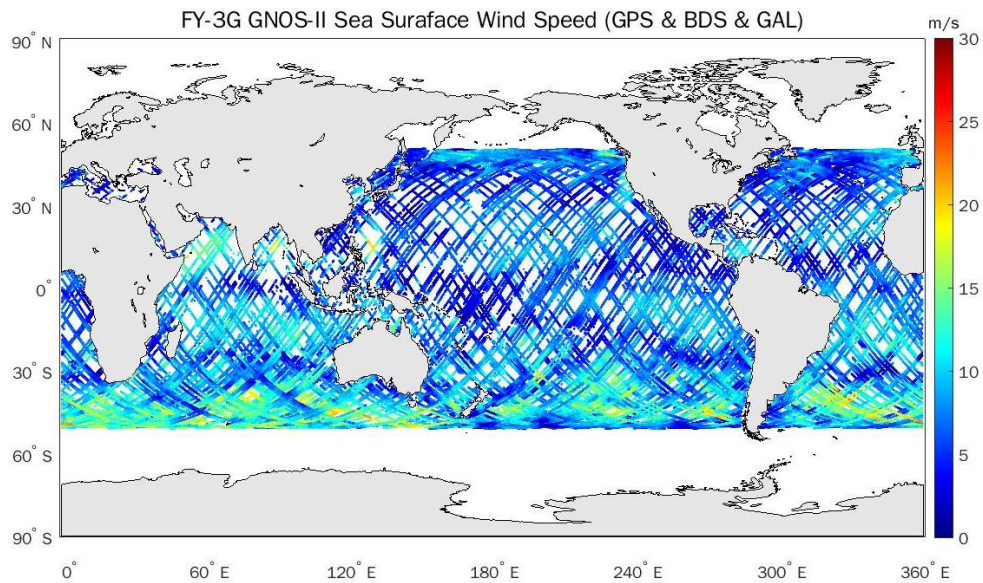 FY-3G GNOS-II Sea Suraface Wind Speed (GPS & BDS & GAL)
m/s
90° N
60° N
30° N
0°
30° S
60° S
90° S
0°
60° E
120° E
180° E
240° E
300° E
360° E
30
25
20
15
10
5
0